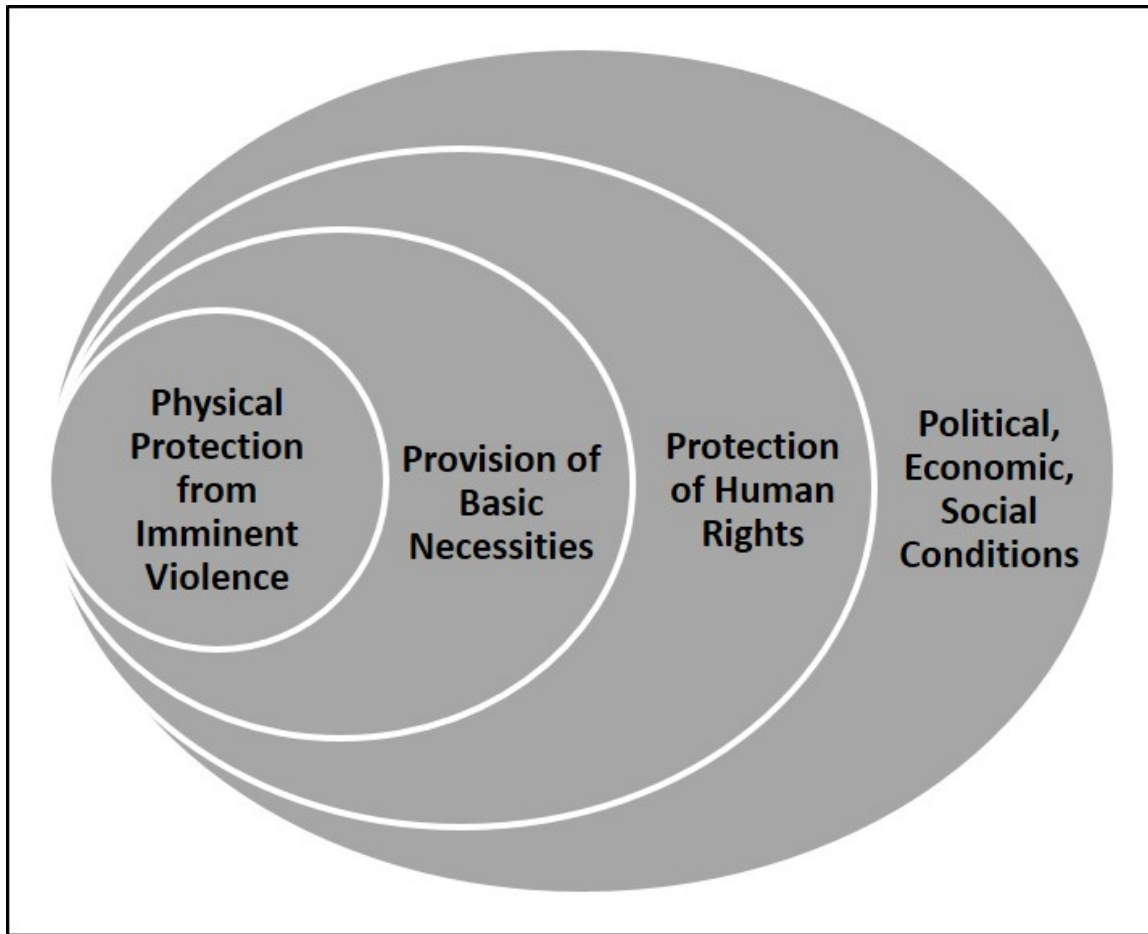 Physical
Protection
from
Imminent
Violence
Provision of
Basic
Necessities
Protection
of Human
Rights
Political,
Economic,
Social
Conditions